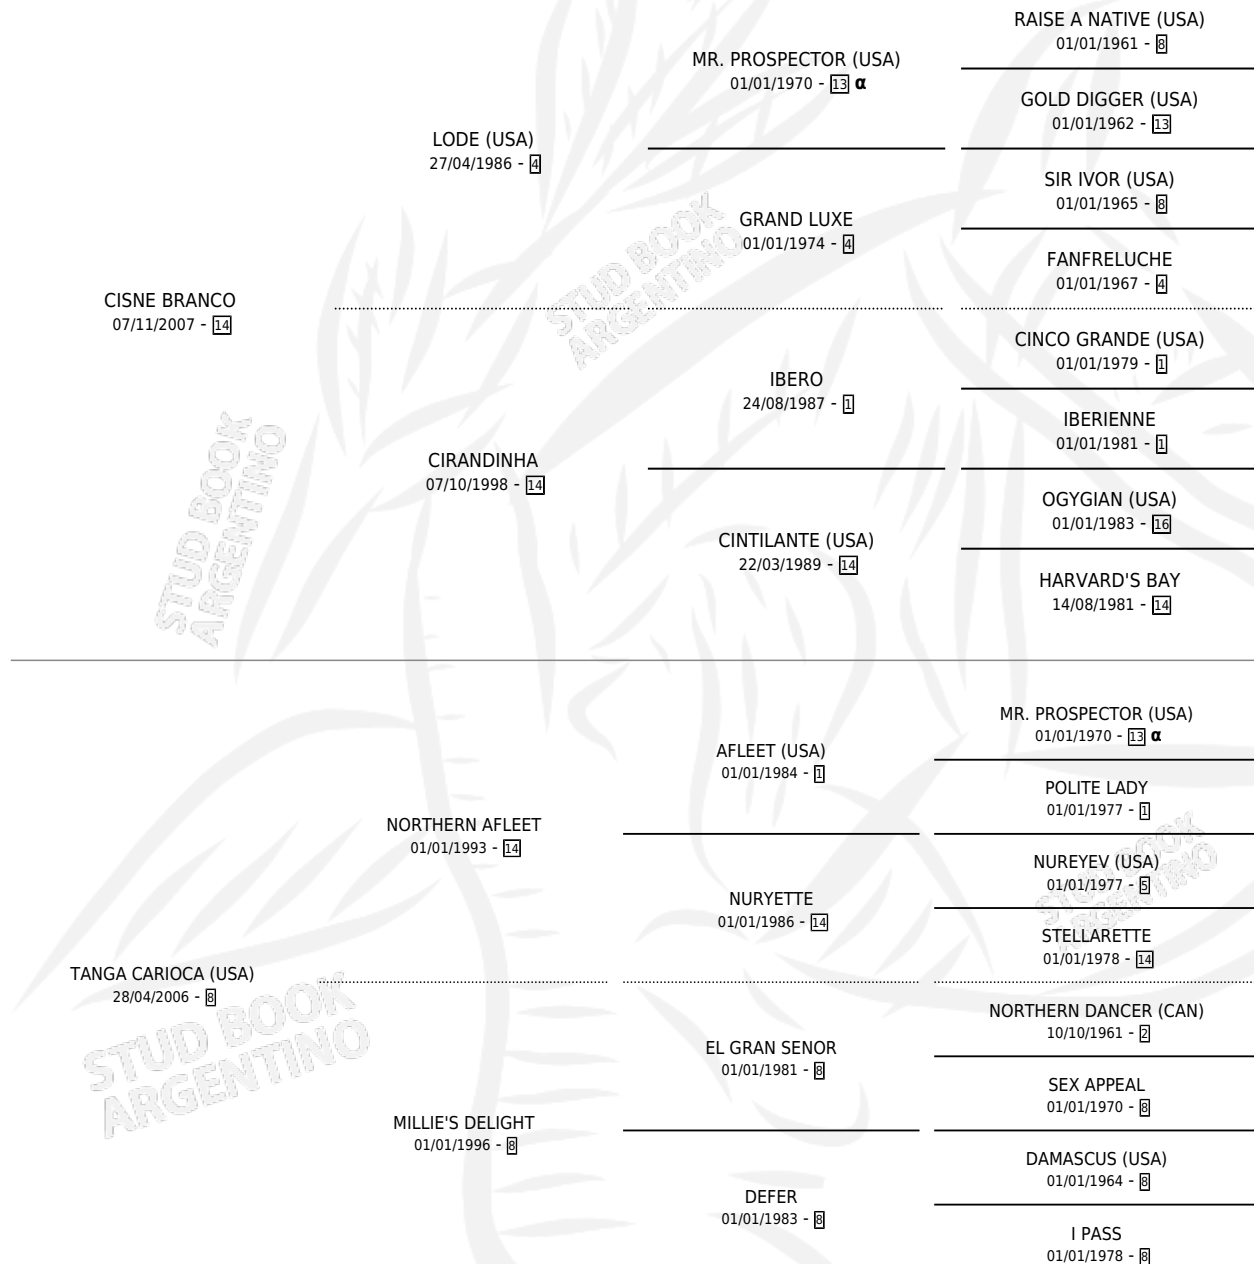 RAISE A NATIVE (USA)
01/01/1961 - 8
MR. PROSPECTOR (USA)
01/01/1970 - 13 α
GOLD DIGGER (USA)
01/01/1962 - 13
LODE (USA)
27/04/1986 - 4
SIR IVOR (USA)
01/01/1965 - 8
GRAND LUXE
01/01/1974 - 4
FANFRELUCHE
01/01/1967 - 4
CISNE BRANCO
07/11/2007 - 14
STUD BOOK
ARGENTINO
CINCO GRANDE (USA)
01/01/1979 - 1
IBERO
24/08/1987 - 1
IBERIENNE
01/01/1981 - 1
CIRANDINHA
07/10/1998 - 14
OGYGIAN (USA)
01/01/1983 - 16
CINTILANTE (USA)
22/03/1989 - 14
HARVARD'S BAY
14/08/1981 - 14
STUD BOOK
ARGENTINO
MR. PROSPECTOR (USA)
01/01/1970 - 13 α
AFLEET (USA)
01/01/1984 - 1
POLITE LADY
01/01/1977 - 1
NORTHERN AFLEET
01/01/1993 - 14
NUREYEV (USA)
01/01/1977 - 5
NURYETTE
01/01/1986 - 14
STELLARETTE
01/01/1978 - 14
STUD BOOK
ARGENTINO
TANGA CARIOCA (USA)
28/04/2006 - 8
STUD BOOK
ARGENTINO
NORTHERN DANCER (CAN)
10/10/1961 - 2
EL GRAN SENOR
01/01/1981 - 8
SEX APPEAL
01/01/1970 - 8
MILLIE'S DELIGHT
01/01/1996 - 8
DAMASCUS (USA)
01/01/1964 - 8
DEFER
01/01/1983 - 8
I PASS
01/01/1978 - 8